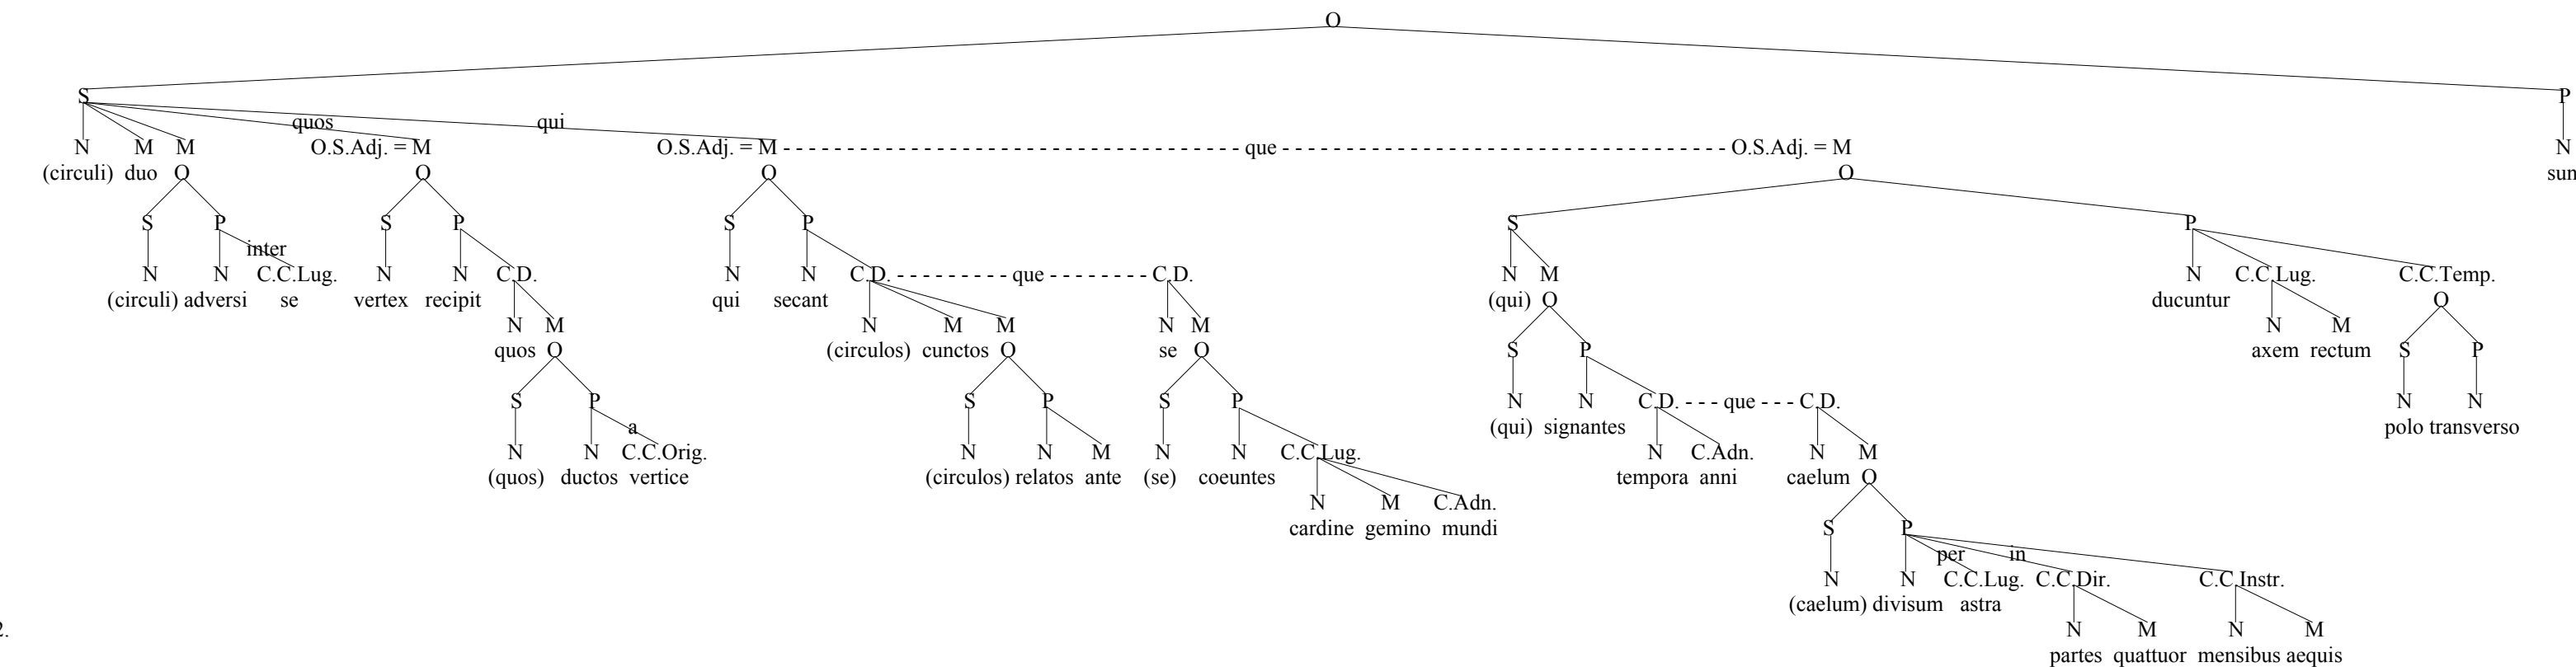 O
S P
quos qui
N M M O.S.Adj. = M O.S.Adj. = M que O.S.Adj. = M N
(circuli) duo O O O O sun
S P S P S P S P
inter
N N C.C.Lug. N N C.D. N N C.D. que C.D. N M N C.C.Lug. C.C.Temp.
(circuli) adversi se vertex recipit qui secant (qui) O ducuntur O
N M N M M N M N M
quos O (circulos) cunctos O se O S P axem rectum S P
S P S P S P N N C.D. que C.D. N N
a (qui) signantes polo transverso
N N C.C.Orig. N N M N N C.C.Lug. N C.Adn. N M
(quos) ductos vertice (circulos) relatos ante (se) coeuntes tempora anni caelum O
N M C.Adn.
cardine gemino mundi S P
per in
N N C.C.Lug. C.C.Dir. C.C.Instr.
(caelum) divisum astra
2. N M N M
partes quattuor mensibus aequis